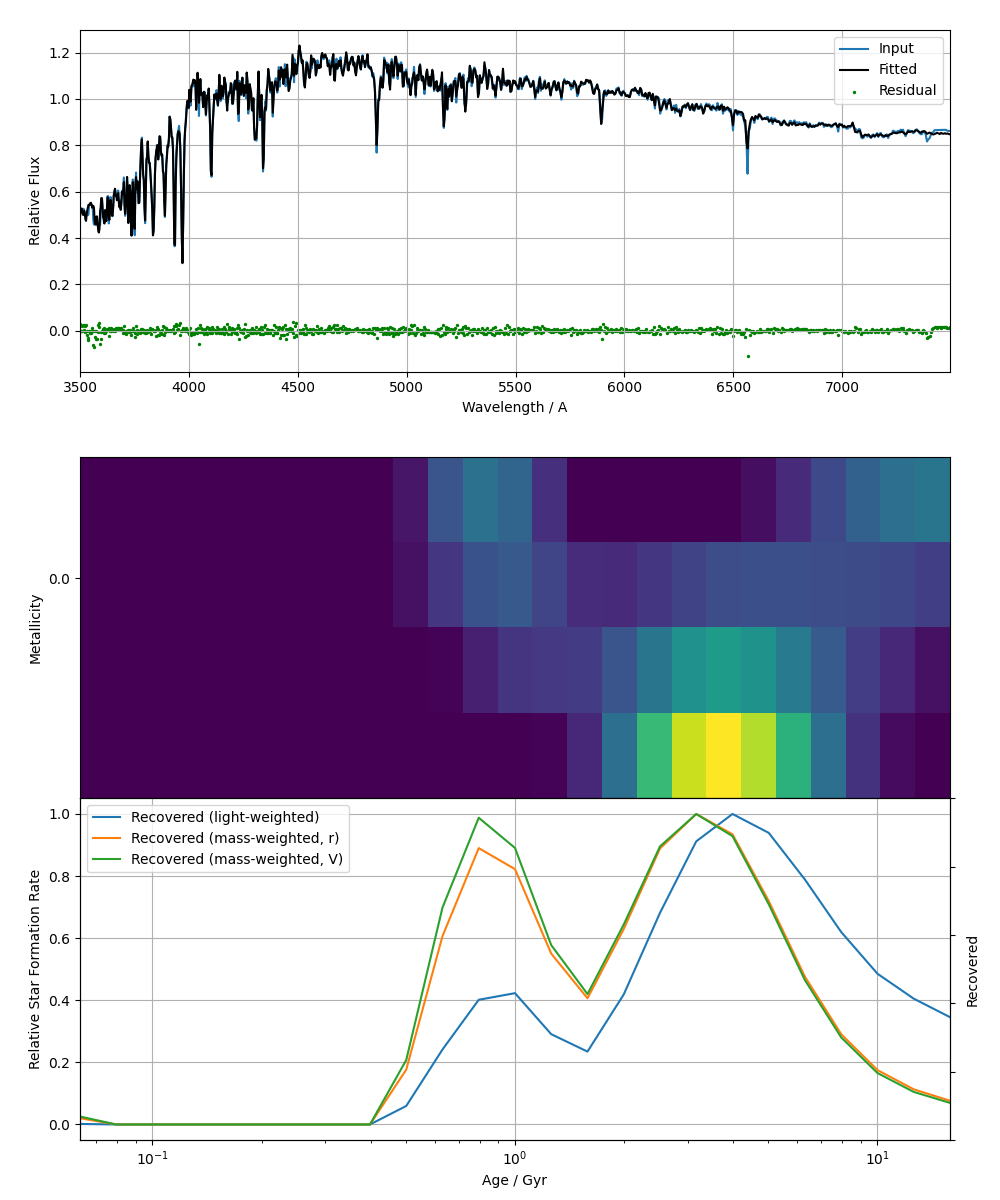 1.2
1.0
0.8
0.6
0.4
0.2
0.0
Relative Flux
Input
Fitted
Residual
3500 4000 4500 5000 5500 6000 6500 7000
Wavelength / A
0.0
Metallicity
1.0
0.8
0.6
0.4
0.2
0.0
Relative Star Formation Rate
Recovered (light-weighted)
Recovered (mass-weighted, r)
Recovered (mass-weighted, V)
Recovered
10⁻¹ 10⁰ 10¹
Age / Gyr